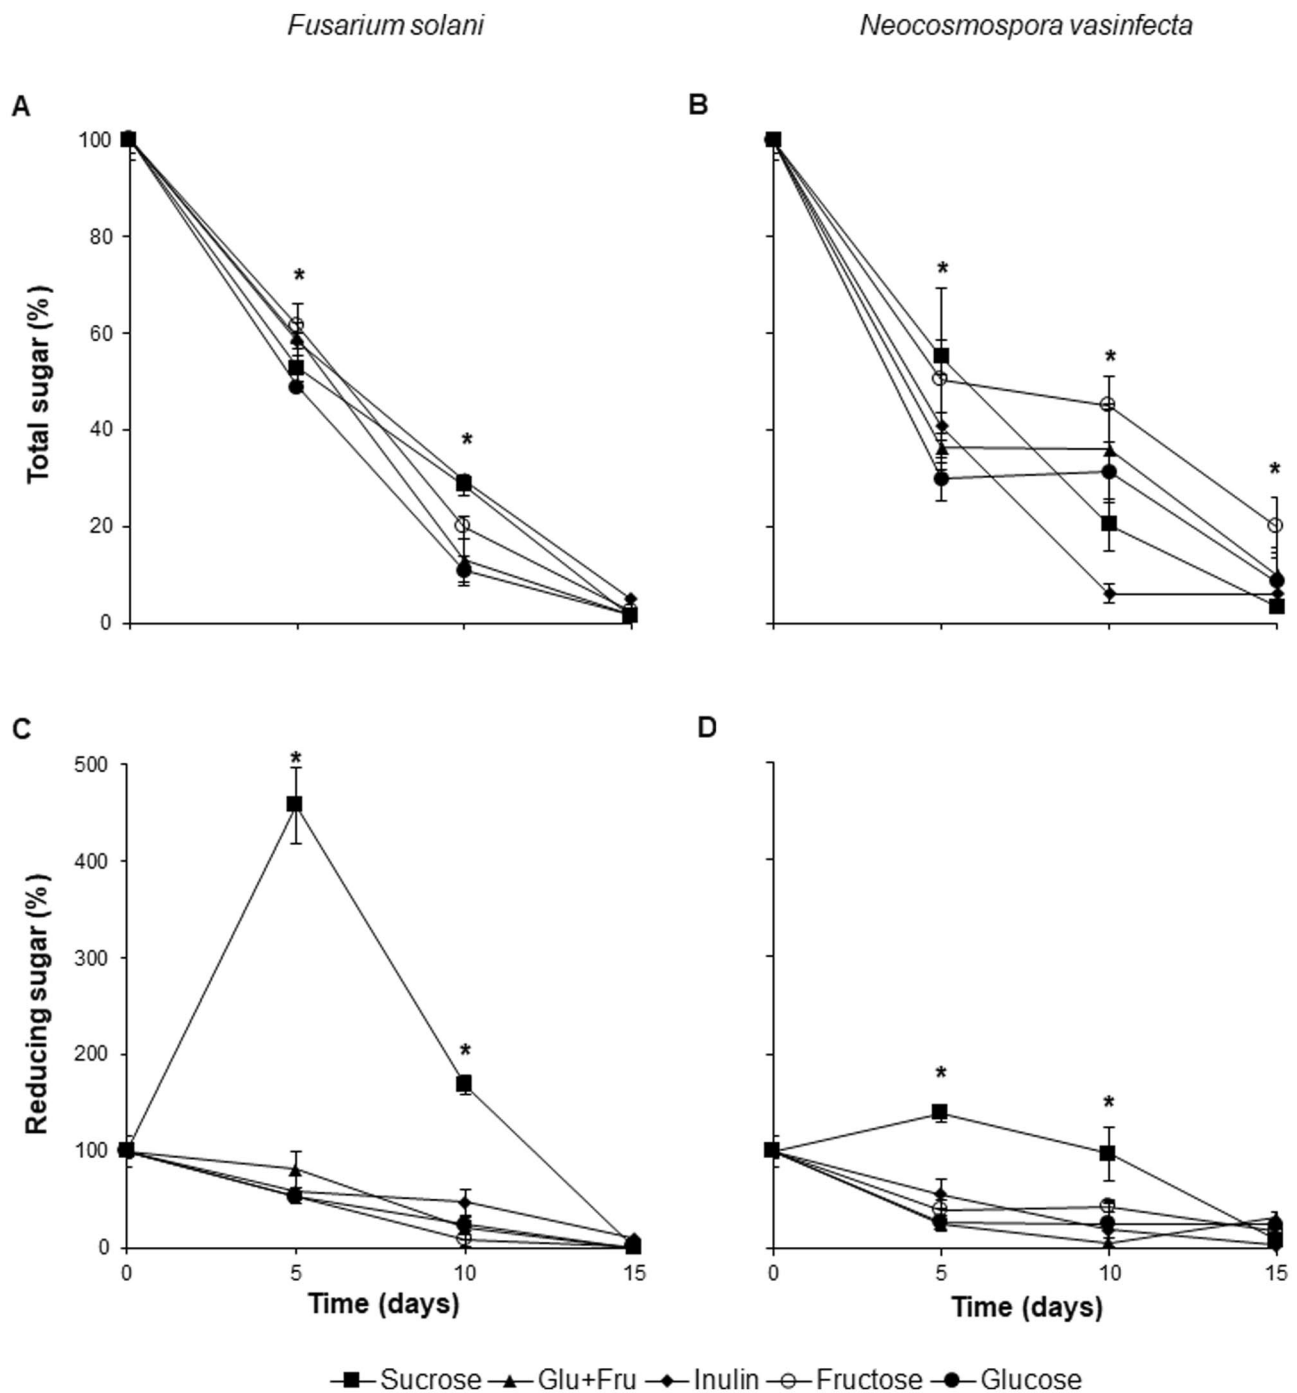 Fusarium solani
Neocosmospora vasinfecta
A
B
Total sugar (%)
100
80
60
40
20
0
*
*
*
*
*
C
D
Reducing sugar (%)
500
400
300
200
100
0
*
*
*
*
0 5 10 15
0 5 10 15
Time (days)
Time (days)
Sucrose Glu+Fru Inulin Fructose Glucose